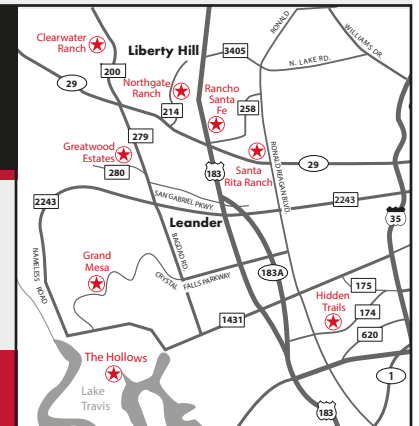 RONALD
WILLIAMS DR.
Clearwater
Ranch
Liberty Hill
3405
N. LAKE RD.
200
29
Northgate
Ranch
Rancho
Santa
Fe
214
258
279
Greatwood
Estates
280
RONALD REAGAN BLVD.
183
Santa
Rita Ranch
29
2243
SAN GABRIEL PKWY.
2243
Leander
35
BAGDAD RD.
NAMELESS ROAD
Grand
Mesa
CRYSTAL FALLS PARKWAY
183A
175
Hidden
Trails
174
1431
620
The Hollows
Lake
Travis
1
183